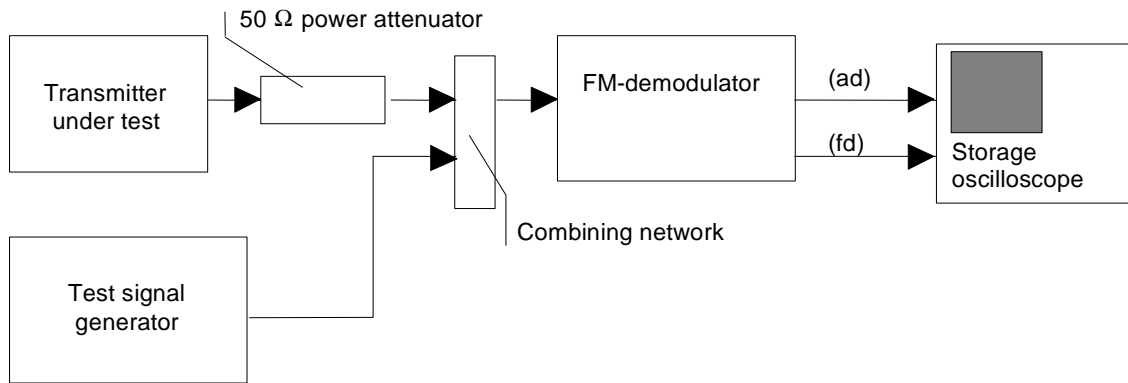 50 Ω power attenuator
Transmitter
under test
FM-demodulator
(ad)
(fd)
Storage
oscilloscope
Combining network
Test signal
generator